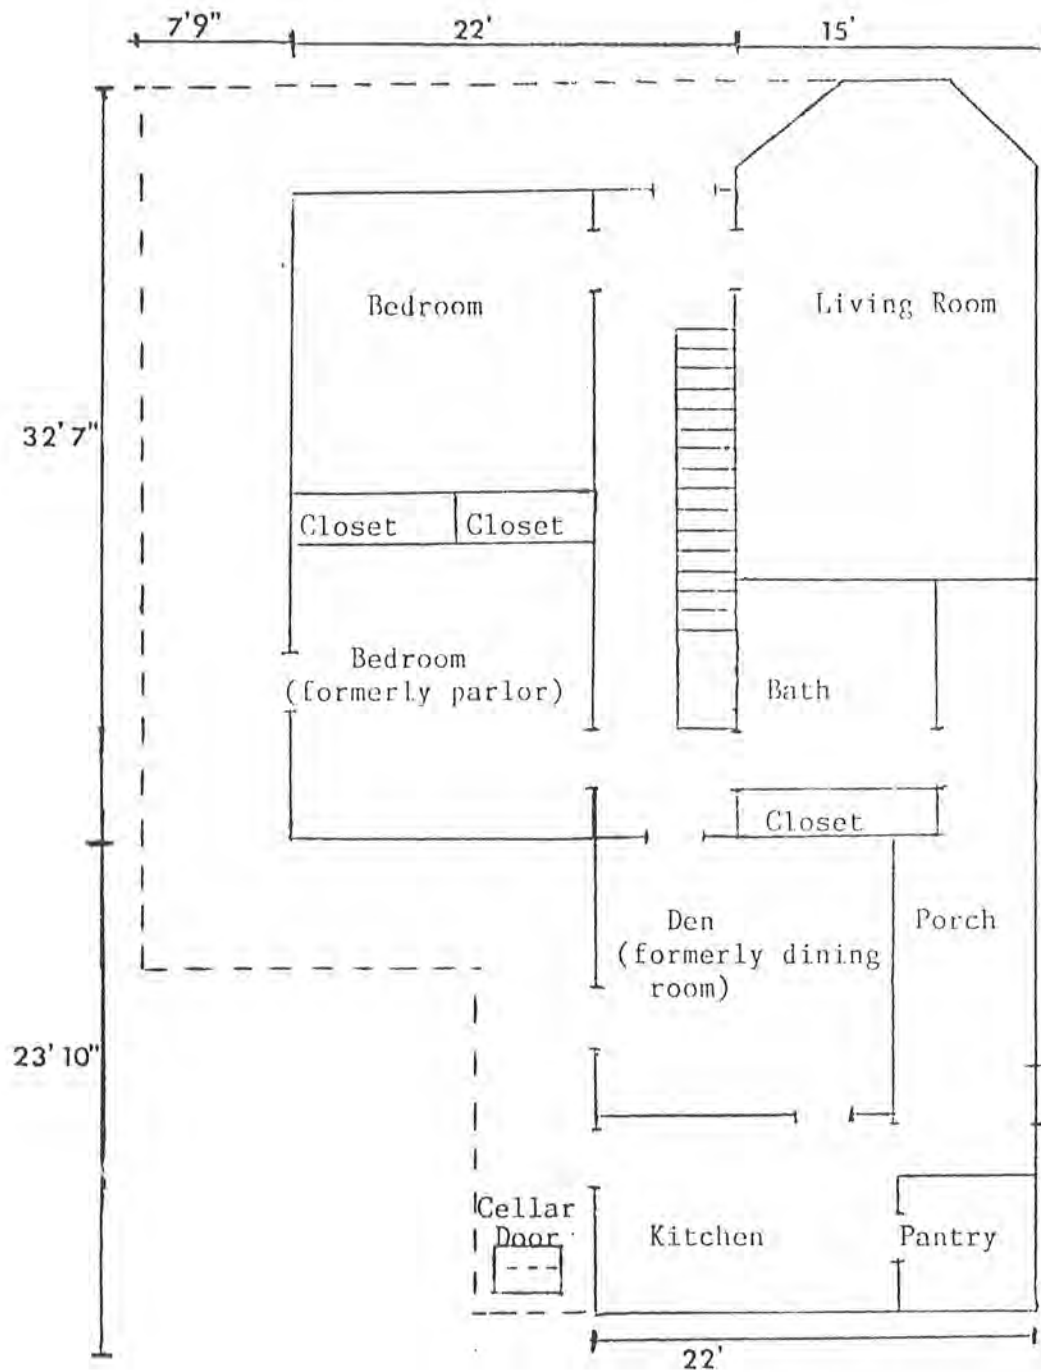 7'9"
22'
15'
Bedroom
Living Room
32'7"
Closet
Closet
Bedroom
(formerly parlor)
Bath
Closet
Den
(formerly dining
room)
Porch
23'10"
Cellar
Door
Kitchen
Pantry
22'